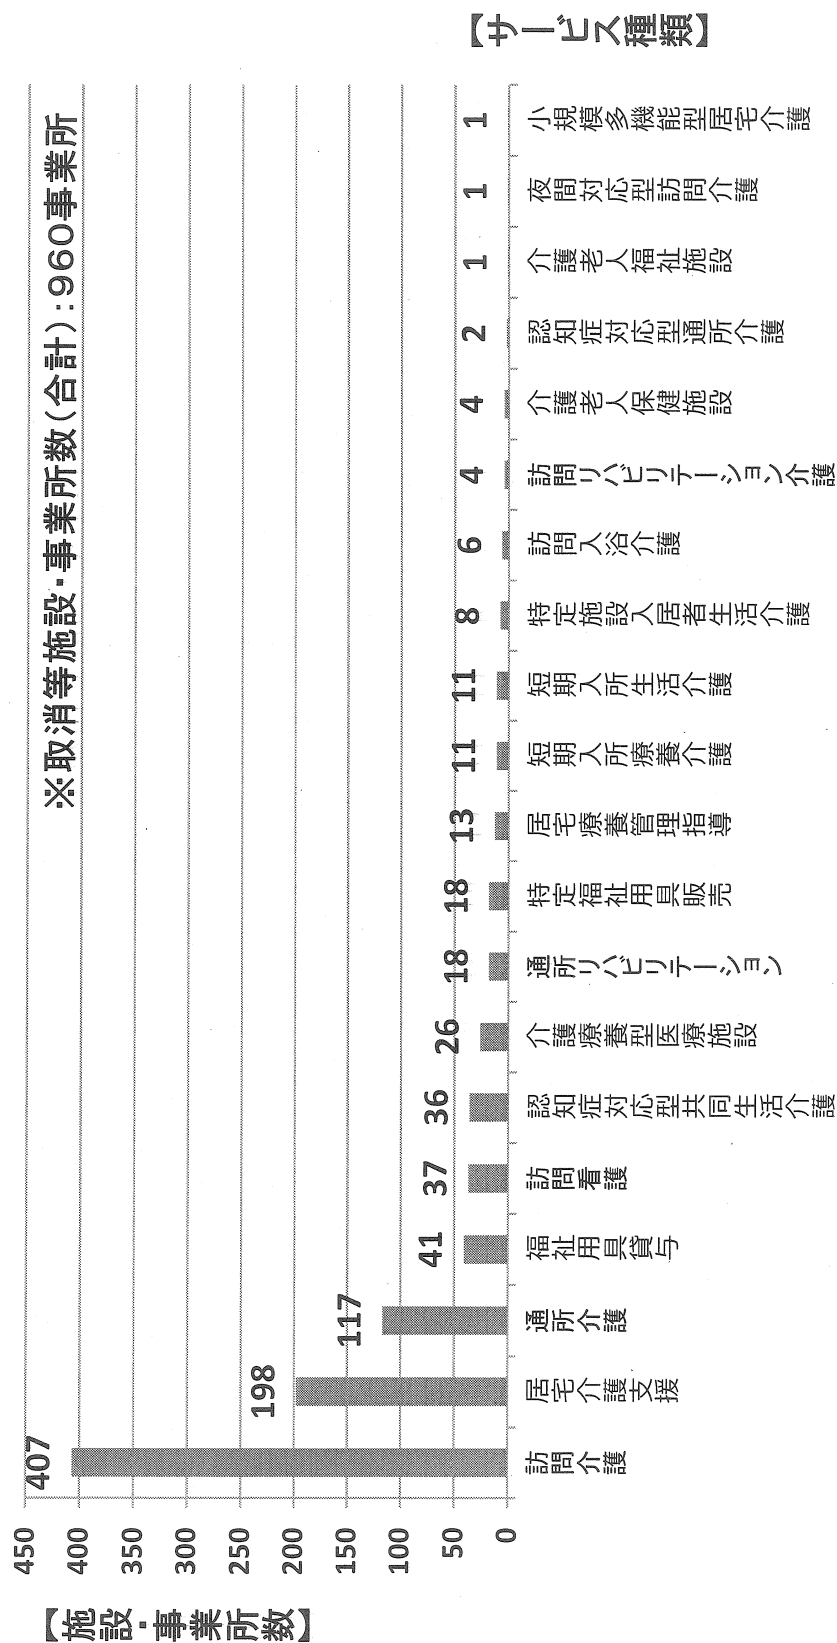 【施設・事業所数】
※取消等施設・事業所数(合計):960事業所
450
400
350
300
250
200
150
100
50
0
407
198
117
41
37
36
26
18
18
13
11
11
8
6
4
4
2
1
1
1
訪問介護
居宅介護支援
通所介護
福祉用具貸与
訪問看護
認知症対応型共同生活介護
介護療養型医療施設
通所リハビリテーション
特定福祉用具販売
居宅療養管理指導
短期入所療養介護
短期入所生活介護
特定施設入居者生活介護
訪問入浴介護
訪問リハビリテーション介護
介護老人保健施設
認知症対応型通所介護
介護老人福祉施設
夜間対応型訪問介護
小規模多機能型居宅介護
【サービス種類】